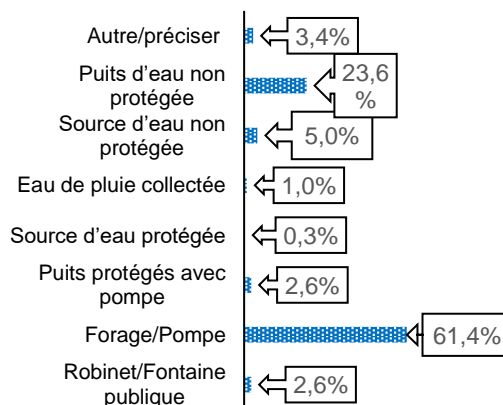 Autre/préciser
3,4%
Puits d'eau non
protégée
23,6
%
Source d'eau non
protégée
5,0%
Eau de pluie collectée
1,0%
Source d'eau protégée
0,3%
Puits protégés avec
pompe
2,6%
Forage/Pompe
61,4%
Robinet/Fontaine
publique
2,6%